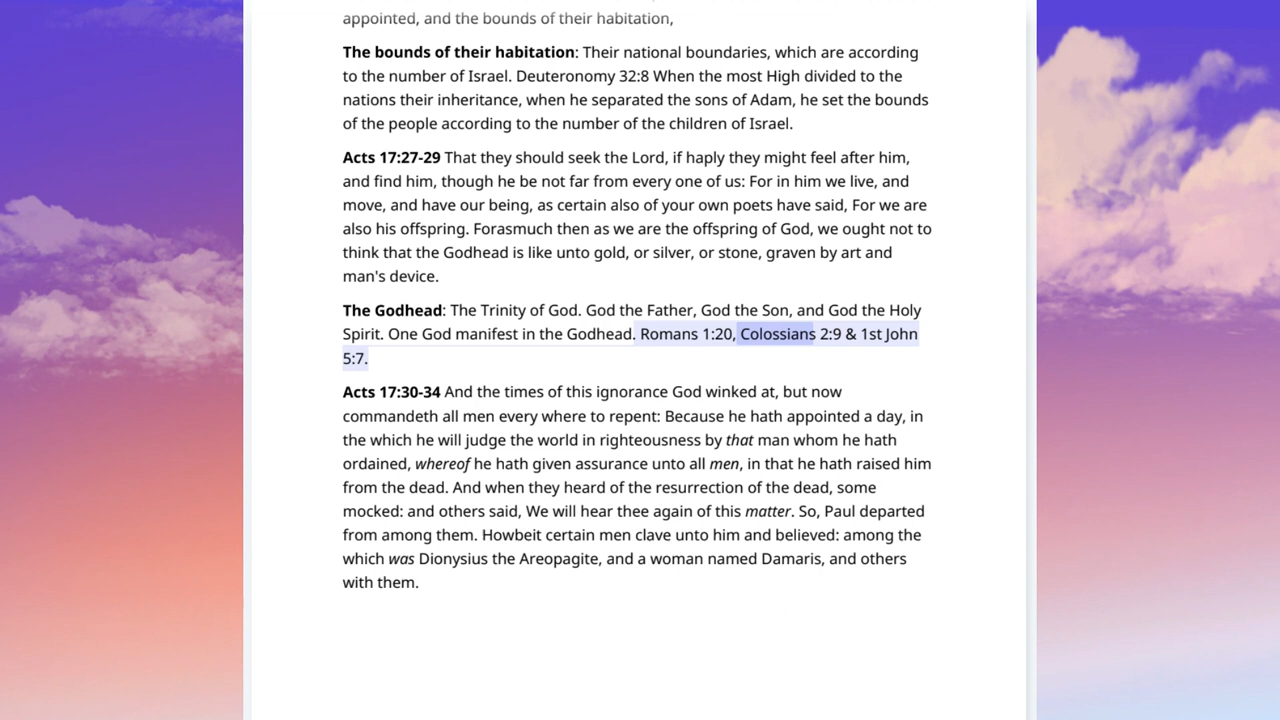 appointed, and the bounds of their habitation,
The bounds of their habitation: Their national boundaries, which are according
to the number of Israel. Deuteronomy 32:8 When the most High divided to the
nations their inheritance, when he separated the sons of Adam, he set the bounds
of the people according to the number of the children of Israel.
Acts 17:27-29 That they should seek the Lord, if haply they might feel after him,
and find him, though he be not far from every one of us: For in him we live, and
move, and have our being, as certain also of your own poets have said, For we are
also his offspring. Forasmuch then as we are the offspring of God, we ought not to
think that the Godhead is like unto gold, or silver, or stone, graven by art and
man's device.
The Godhead: The Trinity of God. God the Father, God the Son, and God the Holy
Spirit. One God manifest in the Godhead. Romans 1:20, Colossians 2:9 & 1st John
5:7.
Acts 17:30-34 And the times of this ignorance God winked at, but now
commandeth all men every where to repent: Because he hath appointed a day, in
the which he will judge the world in righteousness by that man whom he hath
ordained, whereof he hath given assurance unto all men, in that he hath raised him
from the dead. And when they heard of the resurrection of the dead, some
mocked: and others said, We will hear thee again of this matter. So, Paul departed
from among them. Howbeit certain men clave unto him and believed: among the
which was Dionysius the Areopagite, and a woman named Damaris, and others
with them.